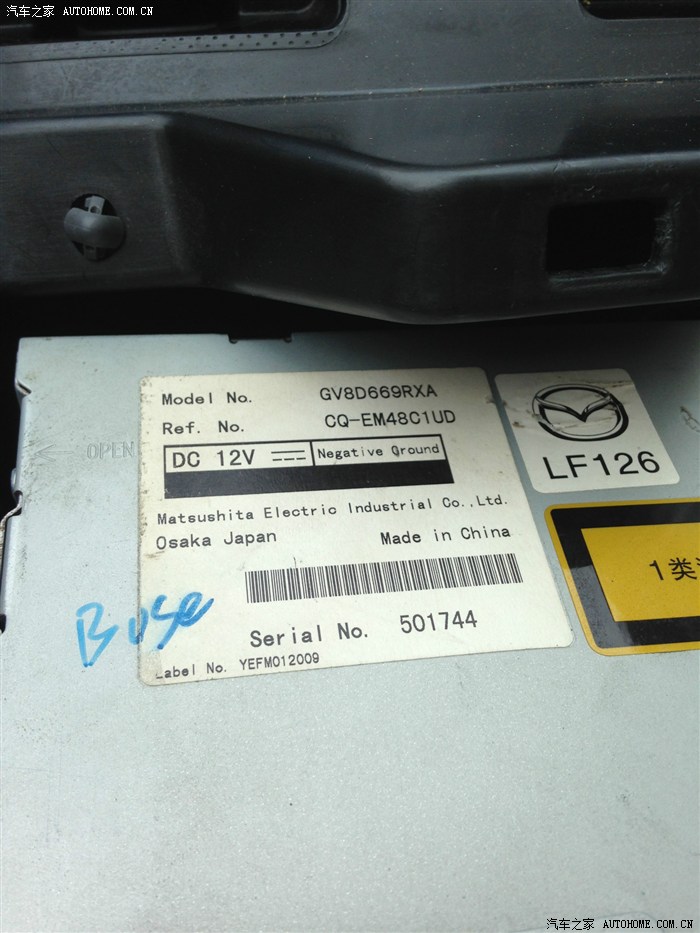 汽车之家 AUTOHOME.COM.CN
Model No. GV8D669RXA
Ref. No. CQ-EM48C1UD
DC 12V Negative Ground
Matsushita Electric Industrial Co.,Ltd.
Osaka Japan Made in China
Serial No. 501744
Label No. YEFM012009
OPEN
LF126
1类
Bose
汽车之家 AUTOHOME.COM.CN